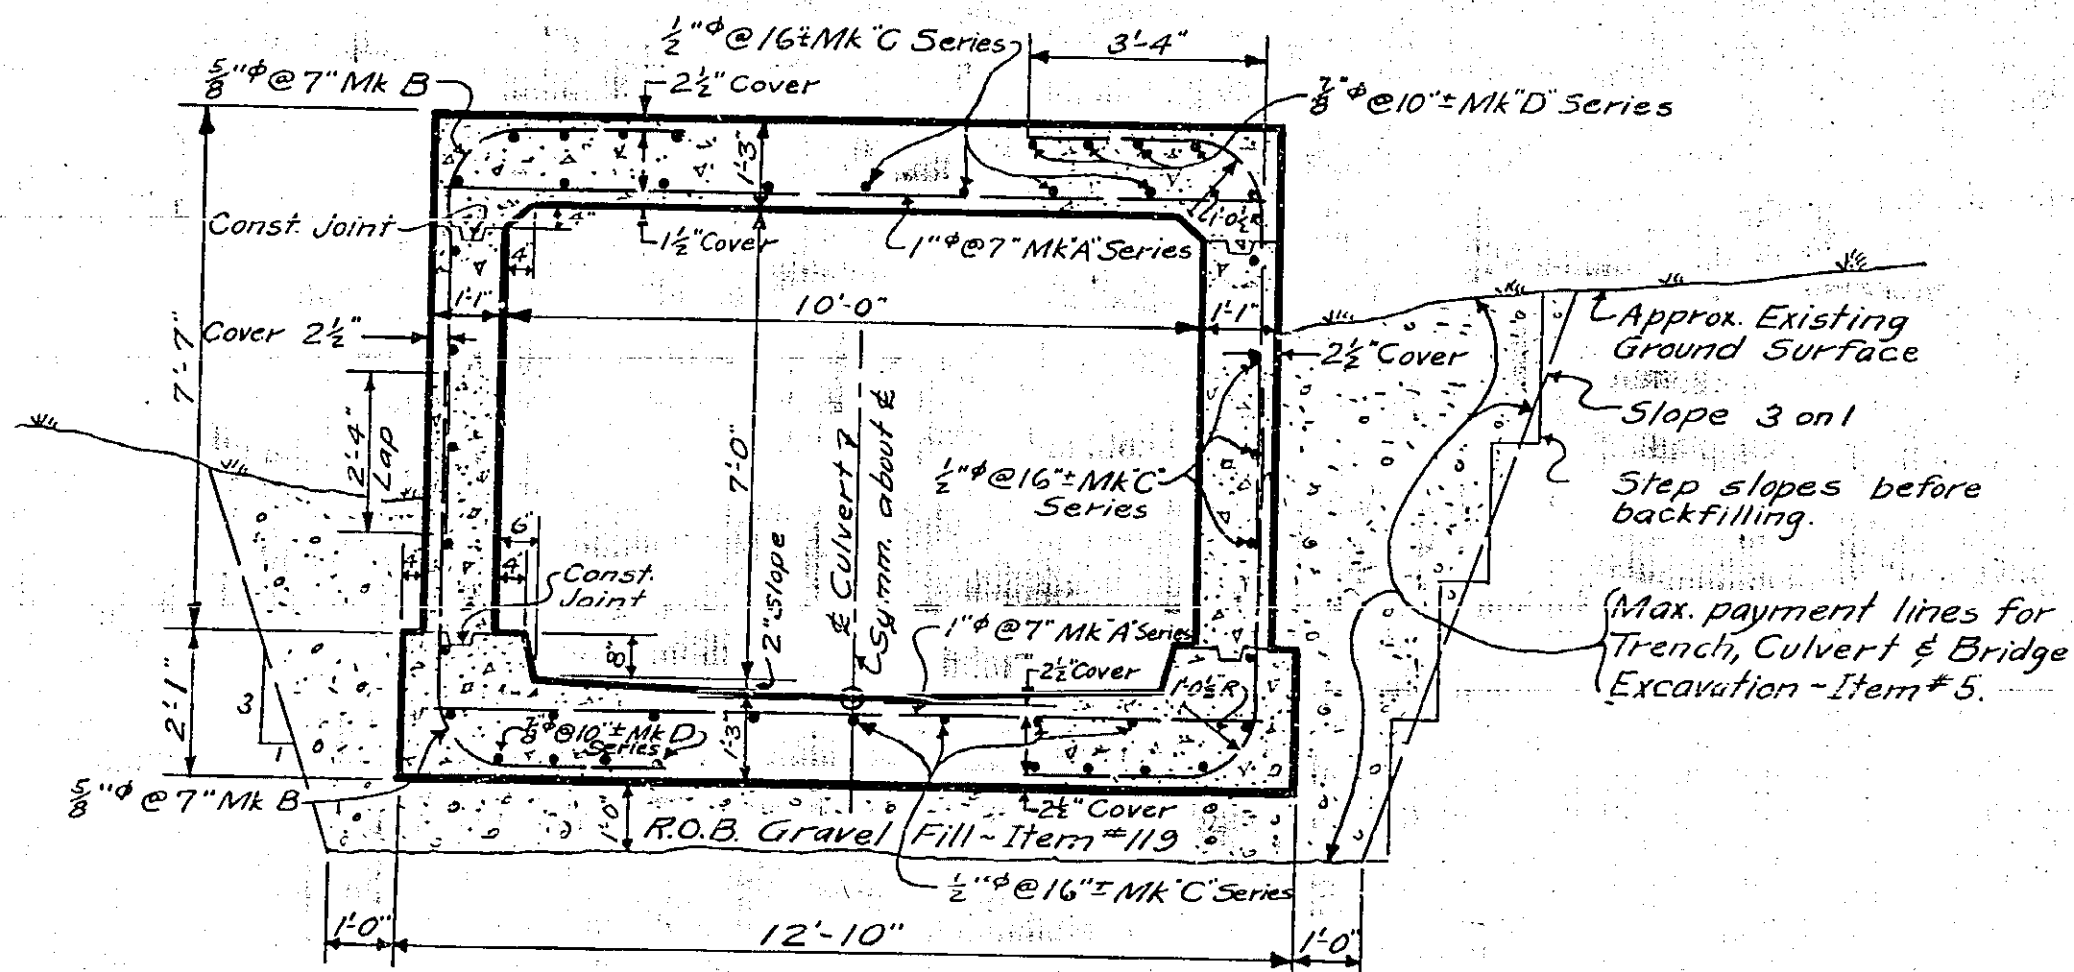 1/2"φ@16"±Mk"C Series
3'-4"
5/8"φ@7"Mk B
2 1/2" Cover
7/8"φ@10"±Mk"D"Series
1'-3"
Const. Joint
4"
1 1/2"Cover
1"φ@7"Mk"A"Series
1'-0 1/2 R
4"
1'-1"
10'-0"
1'-1"
Cover 2 1/2"
2 1/2"Cover
Approx. Existing
Ground Surface
7'-7"
Slope 3 on 1
2'-4"
Lap
7'-0"
℄ Culvert
Symm. about ℄
1/2"φ@16"±Mk"C"
Series
Step slopes before
backfilling.
6"
4"
4"
Const.
Joint
2" slope
8"
1"φ@7"Mk"A"Series
Max. payment lines for
Trench, Culvert & Bridge
Excavation ~ Item #5.
2'-1"
3
1
2 1/2"Cover
1'-0 1/2 R
7/8"φ@10"±Mk D
Series
1'-3"
5/8"φ@7"Mk B
1'-0"
2 1/2" Cover
R.O.B. Gravel Fill ~ Item #119
1/2"φ@16"±Mk"C"Series
1'-0"
12'-10"
1'-0"